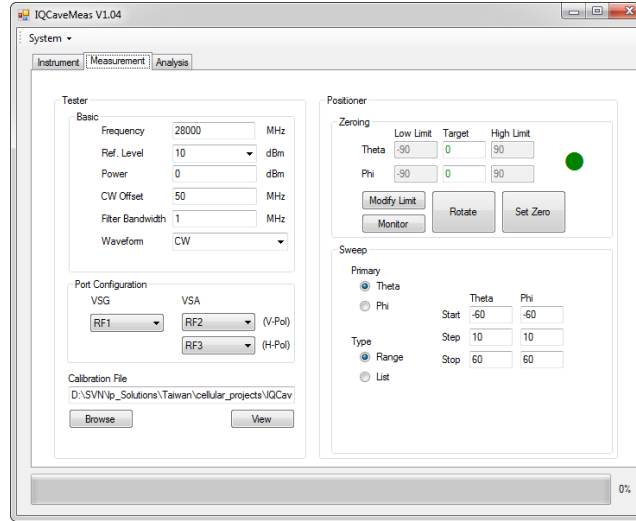 IQCaveMeas V1.04
System
Instrument Measurement Analysis
Tester
Basic
Frequency 28000 MHz
Ref. Level 10 dBm
Power 0 dBm
CW Offset 50 MHz
Filter Bandwidth 1 MHz
Waveform CW
Port Configuration
VSG VSA
RF1 RF2 (V-Pol)
RF3 (H-Pol)
Calibration File
D:\SVN\lp_Solutions\Taiwan\cellular_projects\IQCav
Browse View
Positioner
Zeroing
Low Limit Target High Limit
Theta -90 0 90
Phi -90 0 90
Modify Limit Rotate Set Zero
Monitor
Sweep
Primary
Theta
Phi
Theta Phi
Start -60 -60
Step 10 10
Stop 60 60
Type
Range
List
0%